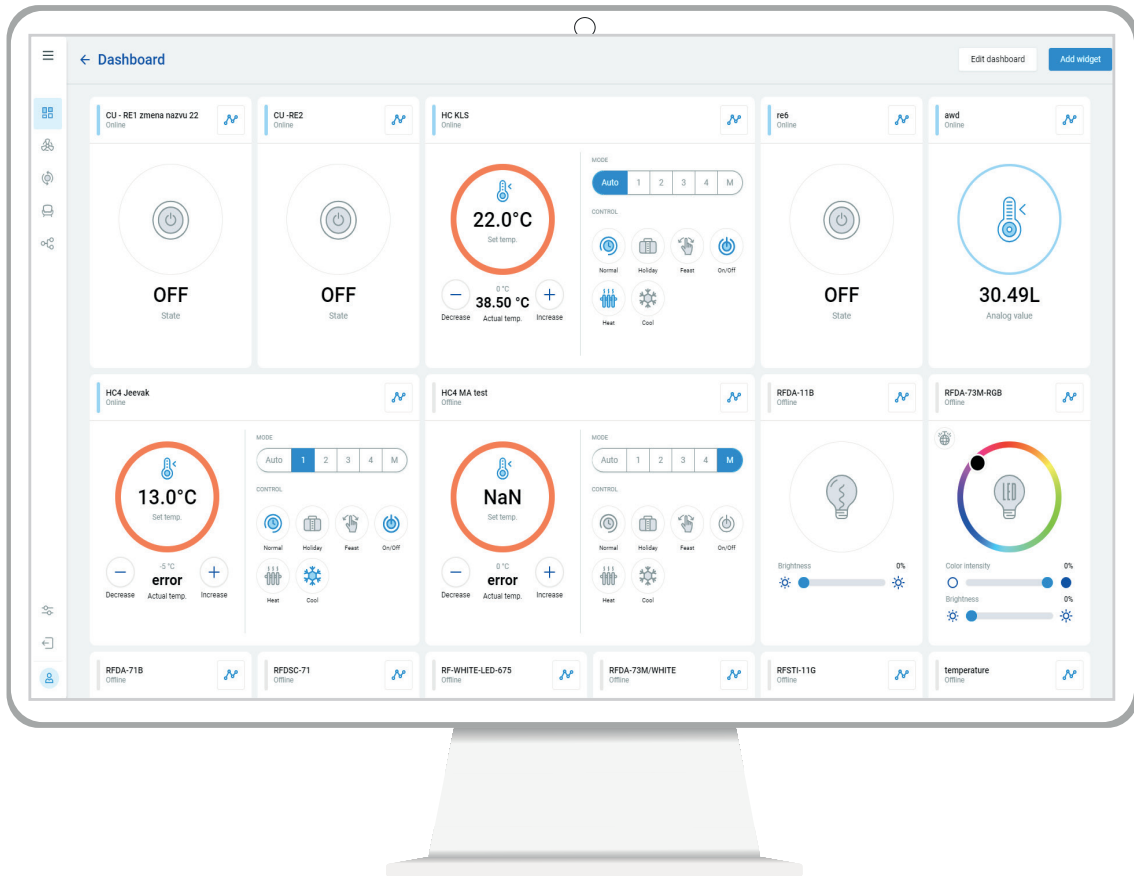 Dashboard
Edit dashboard
Add widget
CU - RE1 zmena nazvu 22
Online
OFF
State
CU -RE2
Online
OFF
State
HC KLS
Online
22.0°C
Set temp.
0 °C
38.50 °C
Decrease
Actual temp.
Increase
MODE
Auto 1 2 3 4 M
CONTROL
Normal Holiday Feast On/Off
Heat Cool
re6
Online
OFF
State
awd
Online
30.49L
Analog value
HC4 Jeevak
Online
13.0°C
Set temp.
-5 °C
error
Decrease
Actual temp.
Increase
MODE
Auto 1 2 3 4 M
CONTROL
Normal Holiday Feast On/Off
Heat Cool
HC4 MA test
Offline
NaN
Set temp.
0 °C
error
Decrease
Actual temp.
Increase
MODE
Auto 1 2 3 4 M
CONTROL
Normal Holiday Feast On/Off
Heat Cool
RFDA-11B
Offline
Brightness 0%
RFDA-73M-RGB
Offline
Color intensity 0%
Brightness 0%
RFDA-71B
Offline
RFDSC-71
Offline
RF-WHITE-LED-675
Offline
RFDA-73M/WHITE
Offline
RFSTI-11G
Offline
temperature
Offline